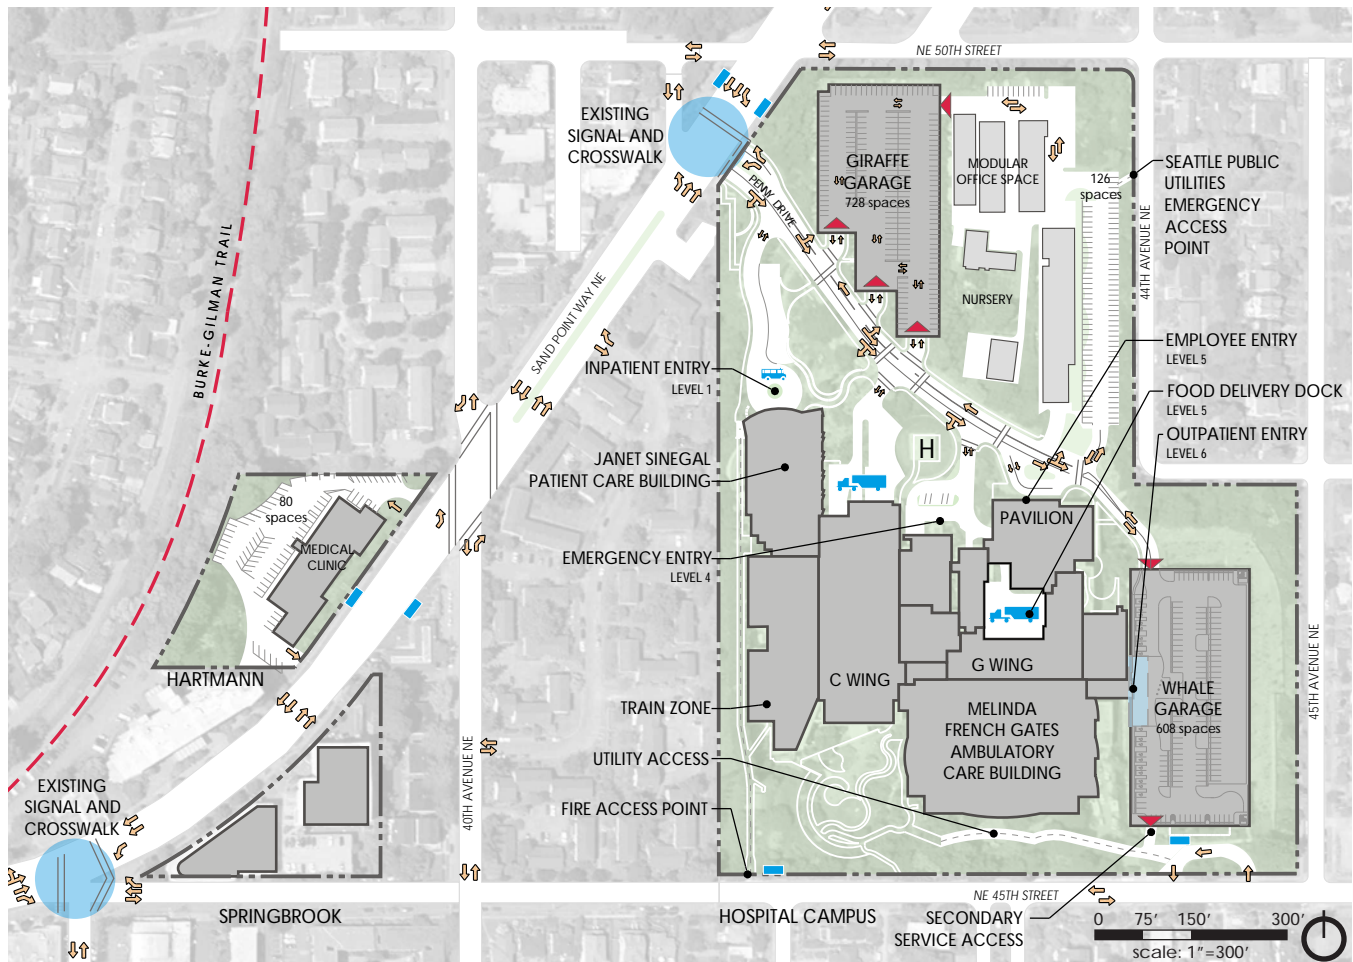 NE 50TH STREET
EXISTING
SIGNAL AND
CROSSWALK
PENNY DRIVE
GIRAFFE
GARAGE
728 spaces
MODULAR
OFFICE SPACE
126
spaces
SEATTLE PUBLIC
UTILITIES
EMERGENCY
ACCESS
POINT
44TH AVENUE NE
BURKE-GILMAN TRAIL
SAND POINT WAY NE
NURSERY
INPATIENT ENTRY
LEVEL 1
EMPLOYEE ENTRY
LEVEL 5
FOOD DELIVERY DOCK
LEVEL 5
OUTPATIENT ENTRY
LEVEL 6
H
JANET SINEGAL
PATIENT CARE BUILDING
80
spaces
MEDICAL
CLINIC
PAVILION
EMERGENCY ENTRY
LEVEL 4
HARTMANN
G WING
C WING
WHALE
GARAGE
608 spaces
45TH AVENUE NE
TRAIN ZONE
MELINDA
FRENCH GATES
AMBULATORY
CARE BUILDING
UTILITY ACCESS
40TH AVENUE NE
EXISTING
SIGNAL AND
CROSSWALK
FIRE ACCESS POINT
NE 45TH STREET
SPRINGBROOK
HOSPITAL CAMPUS
SECONDARY
SERVICE ACCESS
0 75' 150' 300'
scale: 1"=300'